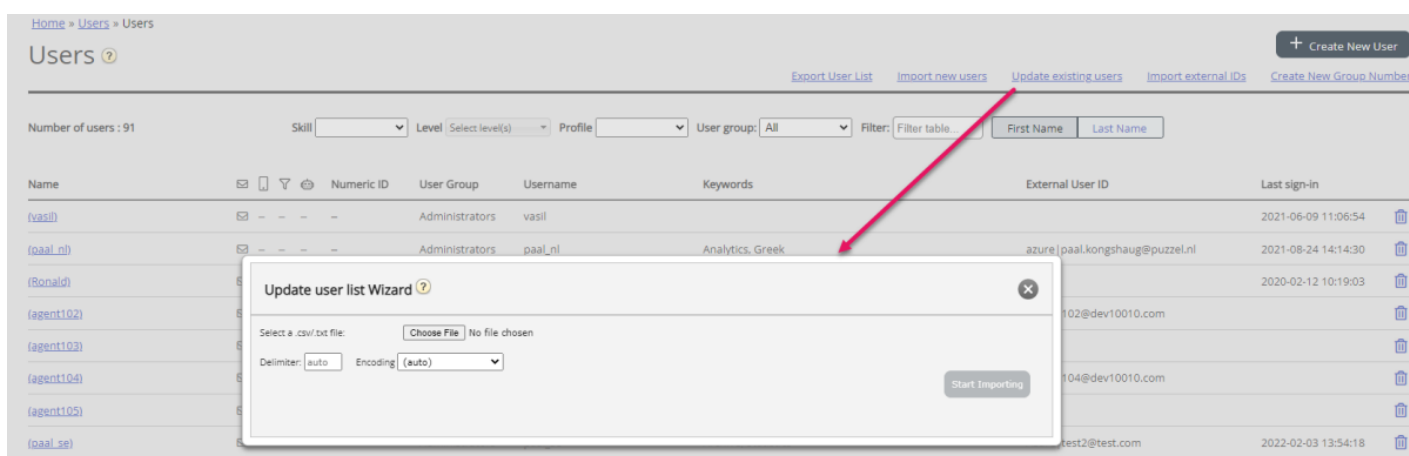 Home » Users » Users
Users ?
+ Create New User
Export User List Import new users Update existing users Import external IDs Create New Group Number
Number of users : 91 Skill Level Select level(s) Profile User group: All Filter: Filter table... First Name Last Name
Name Numeric ID User Group Username Keywords External User ID Last sign-in
(vasil) – – – – Administrators vasil 2021-06-09 11:06:54
(paal_nl) – – – – Administrators paal_nl Analytics, Greek azure|paal.kongshaug@puzzel.nl 2021-08-24 14:14:30
(Ronald) 2020-02-12 10:19:03
Update user list Wizard ?
(agent102) 102@dev10010.com
Select a .csv/.txt file: Choose File No file chosen
(agent103)
Delimiter: auto Encoding (auto)
(agent104) 104@dev10010.com
Start Importing
(agent105)
(paal_se) test2@test.com 2022-02-03 13:54:18